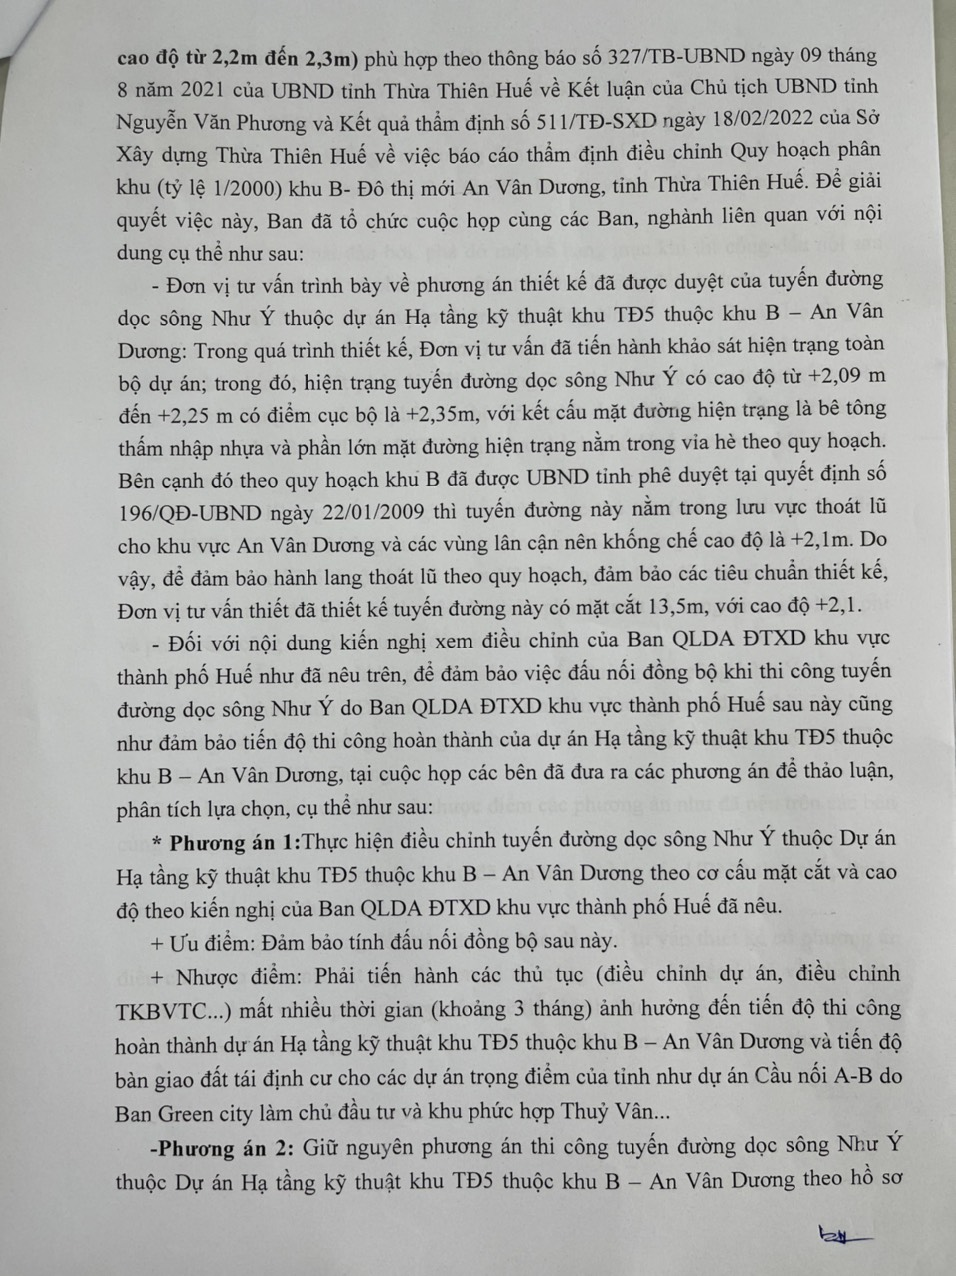 cao độ từ 2,2m đến 2,3m) phù hợp theo thông báo số 327/TB-UBND ngày 09 tháng
8 năm 2021 của UBND tỉnh Thừa Thiên Huế về Kết luận của Chủ tịch UBND tỉnh
Nguyễn Văn Phương và Kết quả thẩm định số 511/TĐ-SXD ngày 18/02/2022 của Sở
Xây dựng Thừa Thiên Huế về việc báo cáo thẩm định điều chỉnh Quy hoạch phân
khu (tỷ lệ 1/2000) khu B- Đô thị mới An Vân Dương, tỉnh Thừa Thiên Huế. Để giải
quyết việc này, Ban đã tổ chức cuộc họp cùng các Ban, nghành liên quan với nội
dung cụ thể như sau:
- Đơn vị tư vấn trình bày về phương án thiết kế đã được duyệt của tuyến đường
dọc sông Như Ý thuộc dự án Hạ tầng kỹ thuật khu TĐ5 thuộc khu B – An Vân
Dương: Trong quá trình thiết kế, Đơn vị tư vấn đã tiến hành khảo sát hiện trạng toàn
bộ dự án; trong đó, hiện trạng tuyến đường dọc sông Như Ý có cao độ từ +2,09 m
đến +2,25 m có điểm cục bộ là +2,35m, với kết cấu mặt đường hiện trạng là bê tông
thấm nhập nhựa và phần lớn mặt đường hiện trạng nằm trong vỉa hè theo quy hoạch.
Bên cạnh đó theo quy hoạch khu B đã được UBND tỉnh phê duyệt tại quyết định số
196/QĐ-UBND ngày 22/01/2009 thì tuyến đường này nằm trong lưu vực thoát lũ
cho khu vực An Vân Dương và các vùng lân cận nên khống chế cao độ là +2,1m. Do
vậy, để đảm bảo hành lang thoát lũ theo quy hoạch, đảm bảo các tiêu chuẩn thiết kế,
Đơn vị tư vấn thiết đã thiết kế tuyến đường này có mặt cắt 13,5m, với cao độ +2,1.
- Đối với nội dung kiến nghị xem điều chỉnh của Ban QLDA ĐTXD khu vực
thành phố Huế như đã nêu trên, để đảm bảo việc đấu nối đồng bộ khi thi công tuyến
đường dọc sông Như Ý do Ban QLDA ĐTXD khu vực thành phố Huế sau này cũng
như đảm bảo tiến độ thi công hoàn thành của dự án Hạ tầng kỹ thuật khu TĐ5 thuộc
khu B – An Vân Dương, tại cuộc họp các bên đã đưa ra các phương án để thảo luận,
phân tích lựa chọn, cụ thể như sau:
* Phương án 1:Thực hiện điều chỉnh tuyến đường dọc sông Như Ý thuộc Dự án
Hạ tầng kỹ thuật khu TĐ5 thuộc khu B – An Vân Dương theo cơ cấu mặt cắt và cao
độ theo kiến nghị của Ban QLDA ĐTXD khu vực thành phố Huế đã nêu.
+ Ưu điểm: Đảm bảo tính đấu nối đồng bộ sau này.
+ Nhược điểm: Phải tiến hành các thủ tục (điều chỉnh dự án, điều chỉnh
TKBVTC...) mất nhiều thời gian (khoảng 3 tháng) ảnh hưởng đến tiến độ thi công
hoàn thành dự án Hạ tầng kỹ thuật khu TĐ5 thuộc khu B – An Vân Dương và tiến độ
bàn giao đất tái định cư cho các dự án trọng điểm của tỉnh như dự án Cầu nối A-B do
Ban Green city làm chủ đầu tư và khu phức hợp Thuỷ Vân...
-Phương án 2: Giữ nguyên phương án thi công tuyến đường dọc sông Như Ý
thuộc Dự án Hạ tầng kỹ thuật khu TĐ5 thuộc khu B – An Vân Dương theo hồ sơ